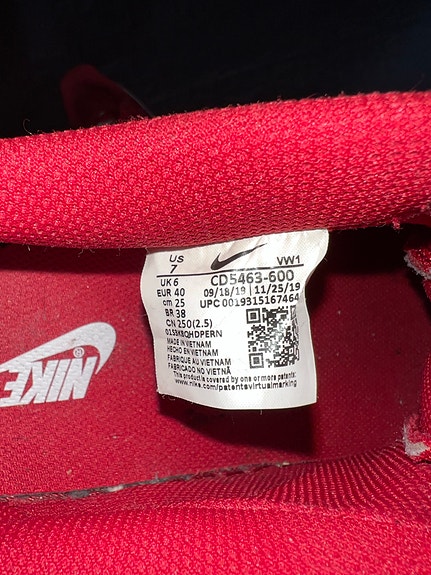 US
7
VW1
UK 6
CD5463-600
EUR 40
09/18/19 11/25/19
cm 25
UPC 0019315167464
BR 38
CN 250(2.5)
01S3K8QHDPERN
MADE IN VIETNAM
HECHO EN VIETNAM
FABRIQUE AU VIETNAM
FABRICADO NO VIETNÃ
This product is covered by one or more patents:
www.nike.com/patentsvirtualmarking
NIKE®